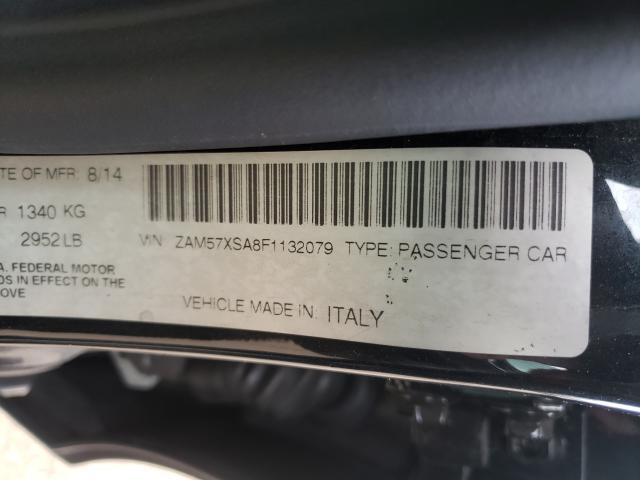 TE OF MFR: 8/14
R 1340 KG
2952 LB
VIN: ZAM57XSA8F1132079 TYPE: PASSENGER CAR
A. FEDERAL MOTOR
DS IN EFFECT ON THE
OVE
VEHICLE MADE IN: ITALY